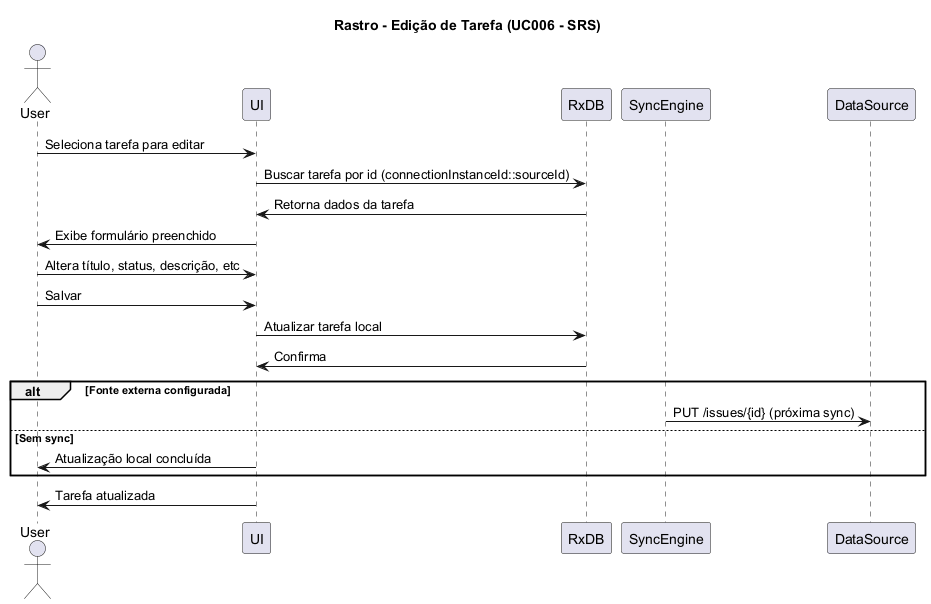 Rastro - Edição de Tarefa (UC006 - SRS)
User
UI
RxDB
SyncEngine
DataSource
Seleciona tarefa para editar
Buscar tarefa por id (connectionInstanceId::sourceId)
Retorna dados da tarefa
Exibe formulário preenchido
Altera título, status, descrição, etc
Salvar
Atualizar tarefa local
Confirma
alt
[Fonte externa configurada]
PUT /issues/{id} (próxima sync)
[Sem sync]
Atualização local concluída
Tarefa atualizada
User
UI
RxDB
SyncEngine
DataSource